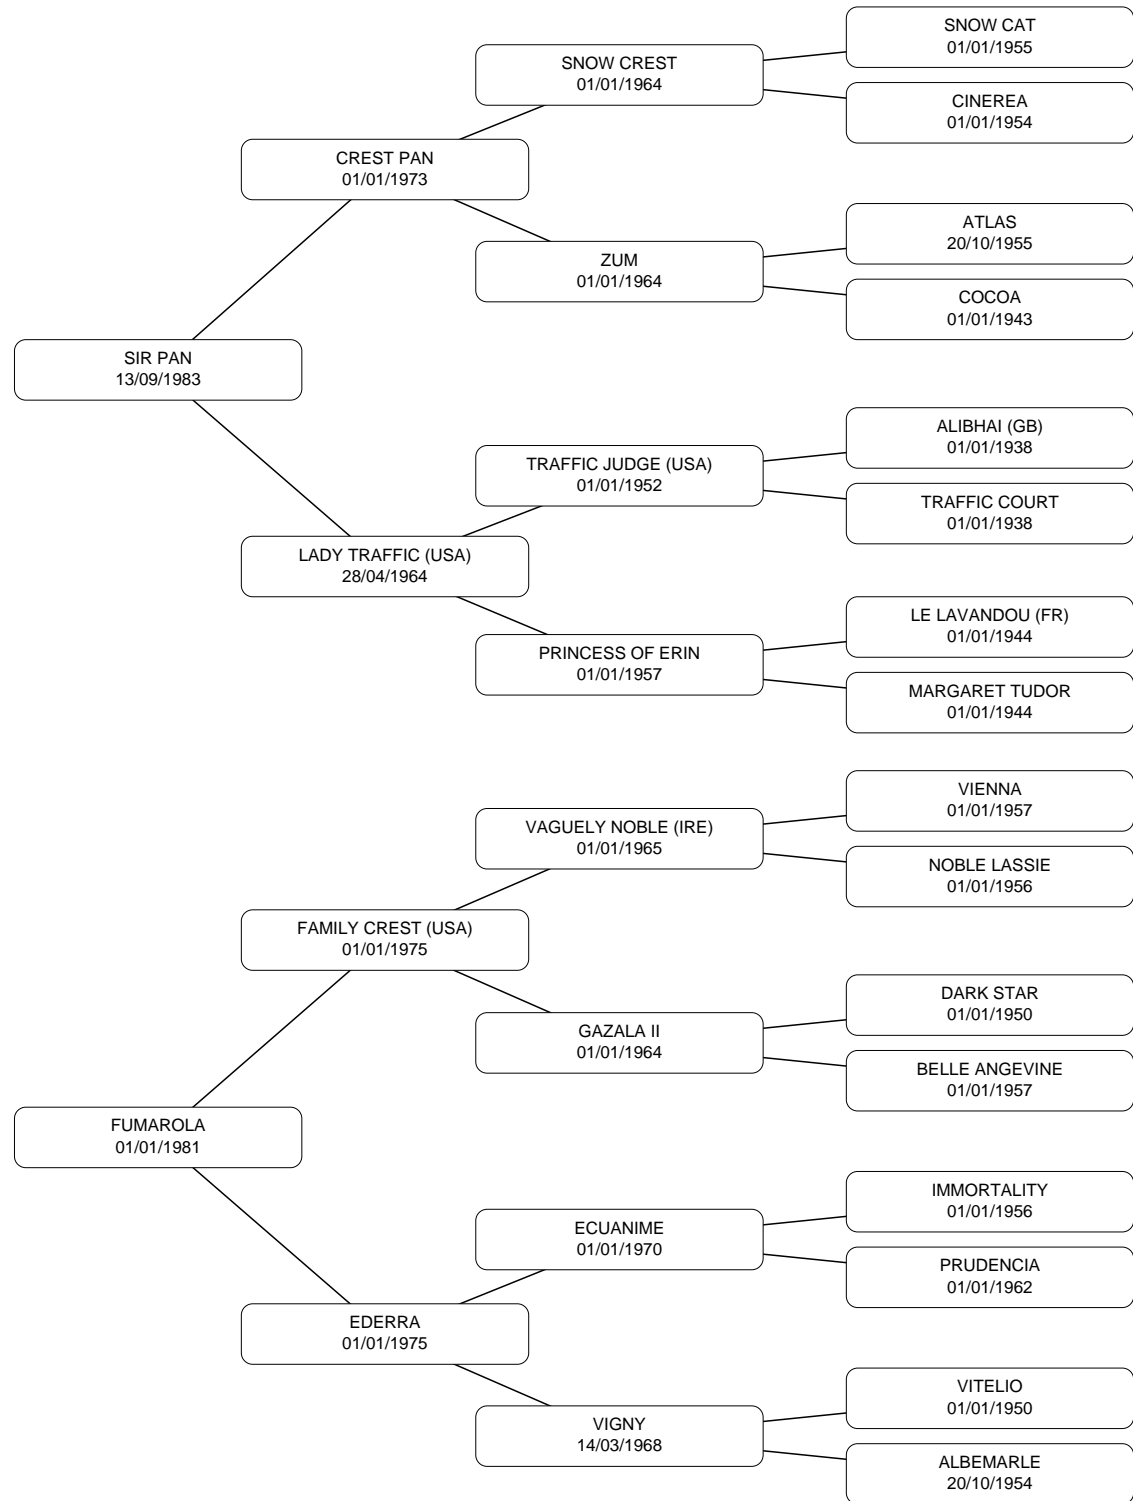 SNOW CAT
01/01/1955
SNOW CREST
01/01/1964
CINEREA
01/01/1954
CREST PAN
01/01/1973
ATLAS
20/10/1955
ZUM
01/01/1964
COCOA
01/01/1943
SIR PAN
13/09/1983
ALIBHAI (GB)
01/01/1938
TRAFFIC JUDGE (USA)
01/01/1952
TRAFFIC COURT
01/01/1938
LADY TRAFFIC (USA)
28/04/1964
LE LAVANDOU (FR)
01/01/1944
PRINCESS OF ERIN
01/01/1957
MARGARET TUDOR
01/01/1944
VIENNA
01/01/1957
VAGUELY NOBLE (IRE)
01/01/1965
NOBLE LASSIE
01/01/1956
FAMILY CREST (USA)
01/01/1975
DARK STAR
01/01/1950
GAZALA II
01/01/1964
BELLE ANGEVINE
01/01/1957
FUMAROLA
01/01/1981
IMMORTALITY
01/01/1956
ECUANIME
01/01/1970
PRUDENCIA
01/01/1962
EDERRA
01/01/1975
VITELIO
01/01/1950
VIGNY
14/03/1968
ALBEMARLE
20/10/1954